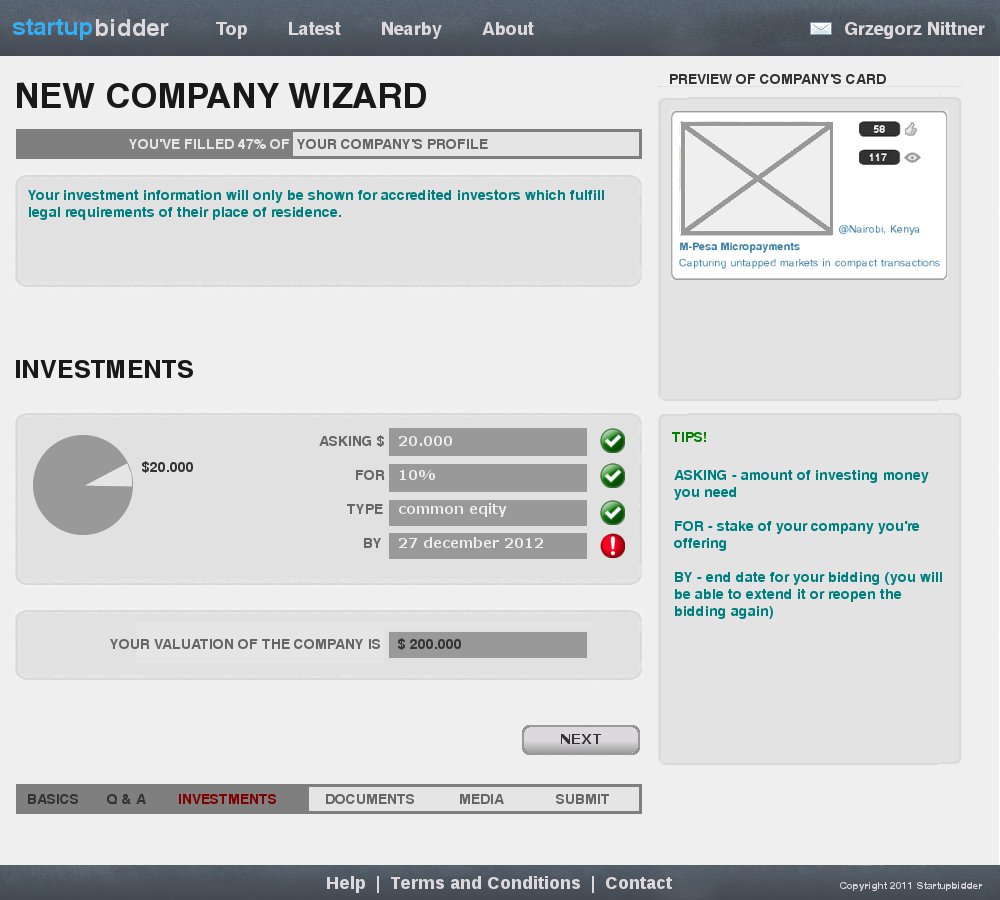 startupbidder Top Latest Nearby About Grzegorz Nittner
NEW COMPANY WIZARD
YOU'VE FILLED 47% OF YOUR COMPANY'S PROFILE
Your investment information will only be shown for accredited investors which fulfill
legal requirements of their place of residence.
PREVIEW OF COMPANY'S CARD
58
117
@Nairobi, Kenya
M-Pesa Micropayments
Capturing untapped markets in compact transactions
INVESTMENTS
$20.000
ASKING $ 20.000
FOR 10%
TYPE common eqity
BY 27 december 2012
YOUR VALUATION OF THE COMPANY IS $ 200.000
TIPS!
ASKING - amount of investing money
you need
FOR - stake of your company you're
offering
BY - end date for your bidding (you will
be able to extend it or reopen the
bidding again)
NEXT
BASICS Q & A INVESTMENTS DOCUMENTS MEDIA SUBMIT
Help | Terms and Conditions | Contact
Copyright 2011 Startupbidder